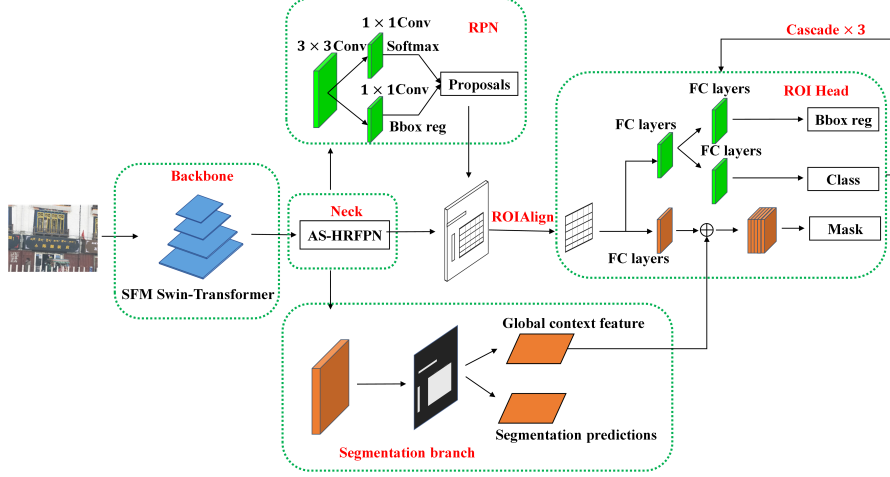 1 × 1Conv
RPN
Cascade × 3
3 × 3Conv
Softmax
1 × 1Conv
Proposals
Bbox reg
FC layers
ROI Head
FC layers
Bbox reg
FC layers
Class
Backbone
Neck
AS-HRFPN
ROIAlign
Mask
FC layers
SFM Swin-Transformer
Global context feature
Segmentation predictions
Segmentation branch